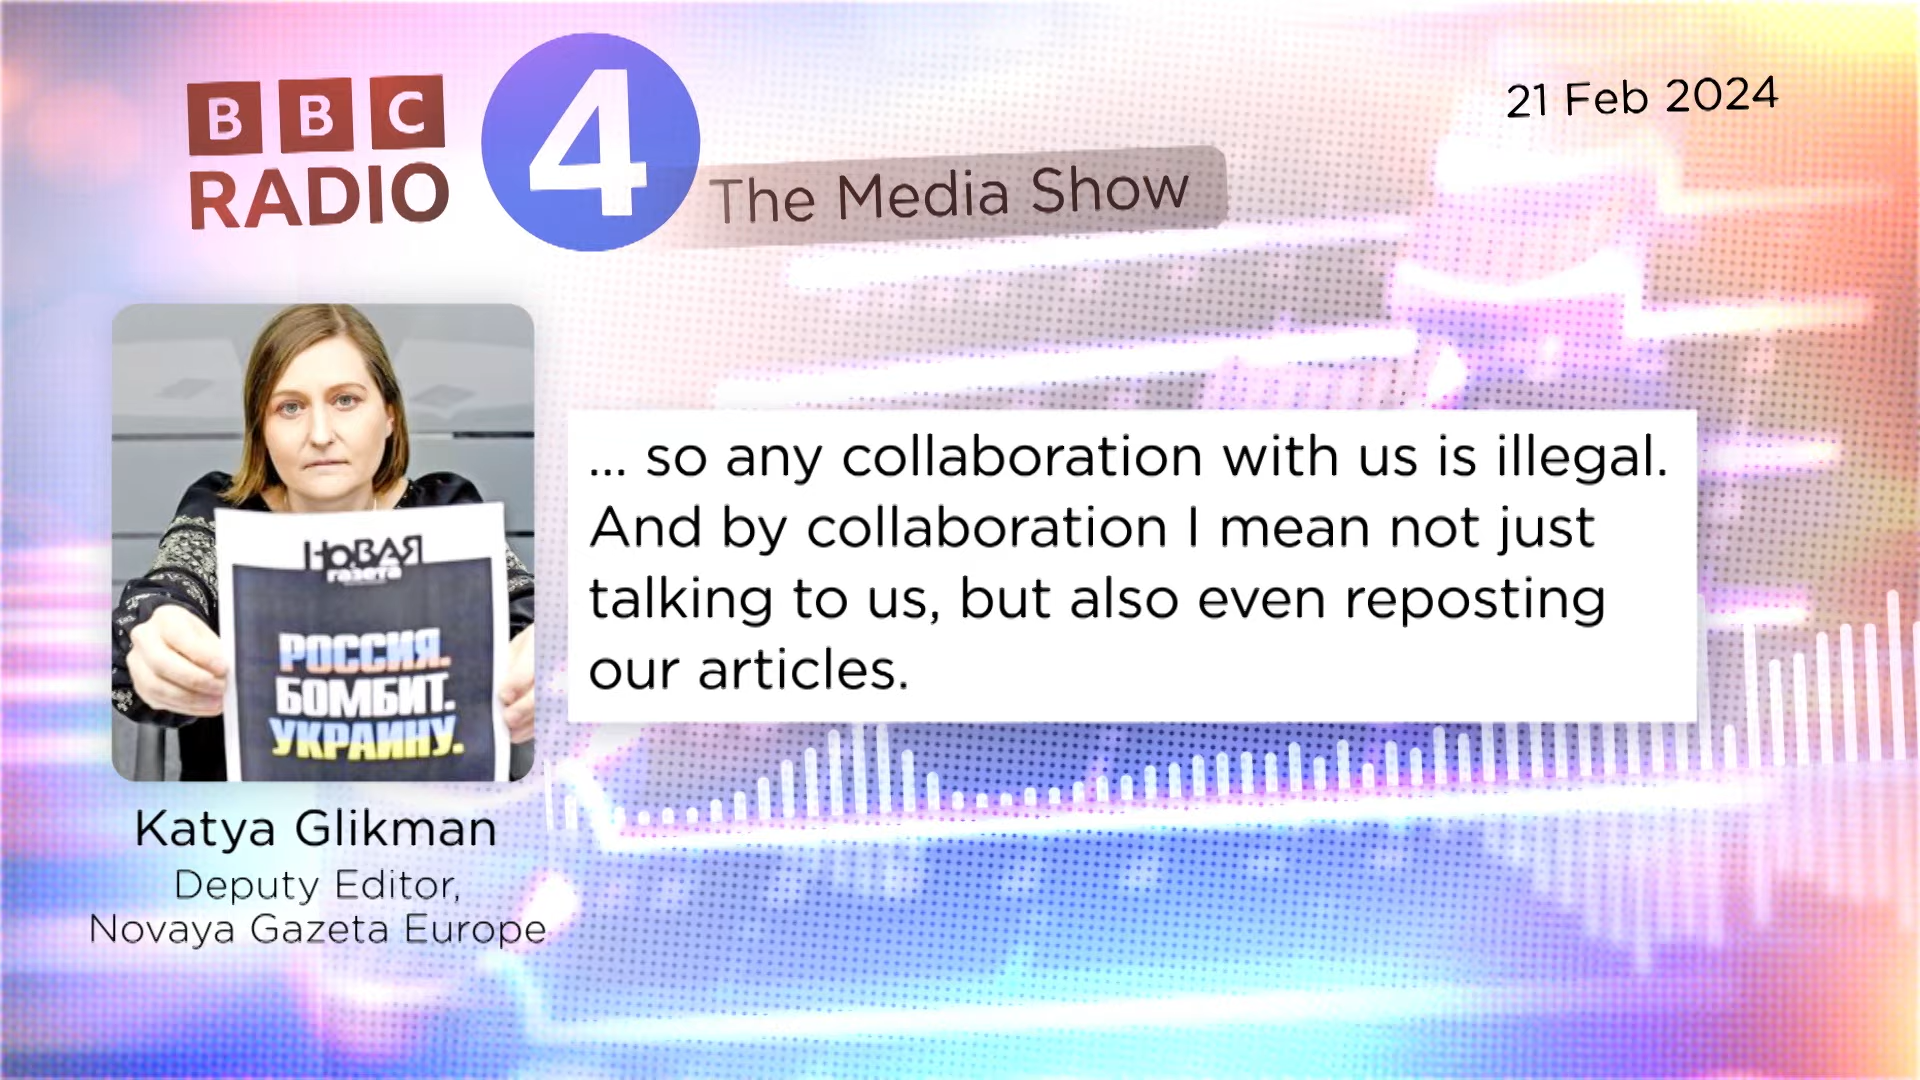 BBC
RADIO
4
The Media Show
21 Feb 2024
НОВАЯ
газета
РОССИЯ.
БОМБИТ.
УКРАИНУ.
... so any collaboration with us is illegal.
And by collaboration I mean not just
talking to us, but also even reposting
our articles.
Katya Glikman
Deputy Editor,
Novaya Gazeta Europe